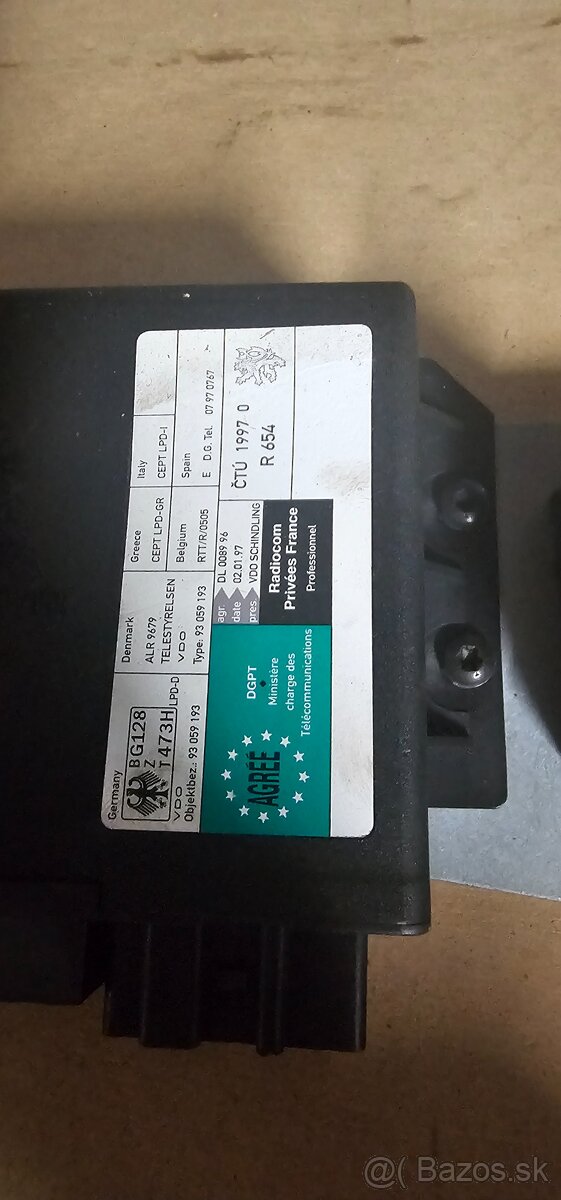 Germany
BG128
Z
T473H
LPD-D
VDO
Objektbez.: 93 059 193
Denmark
ALR 9679
TELESTYRELSEN
VDO
Type: 93 059 193
Greece
CEPT LPD-GR
Belgium
RTT/R/0505
Italy
CEPT LPD-I
Spain
E D.G. Tel. 07 97 0767
AGRÉÉ
DGPT
Ministère
chargé des
Télécommunications
agr DL 0089 96
date 02.01.97
pres VDO SCHINDLING
Radiocom
Privées France
Professionnel
ČTÚ 1997 0
R 654
@( Bazos.sk